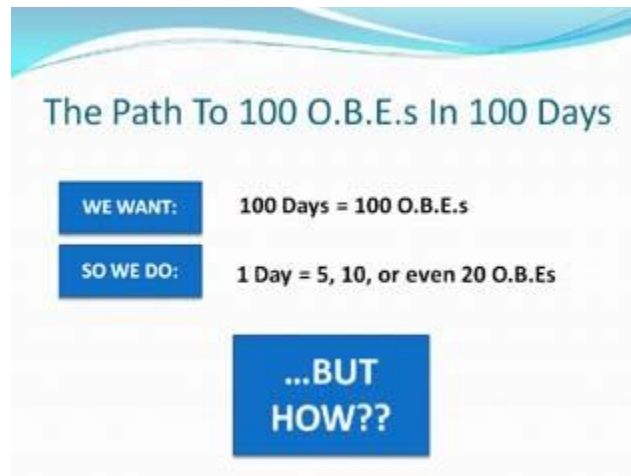 The Path To 100 O.B.E.s In 100 Days
WE WANT:
100 Days = 100 O.B.E.s
SO WE DO:
1 Day = 5, 10, or even 20 O.B.Es
...BUT
HOW??